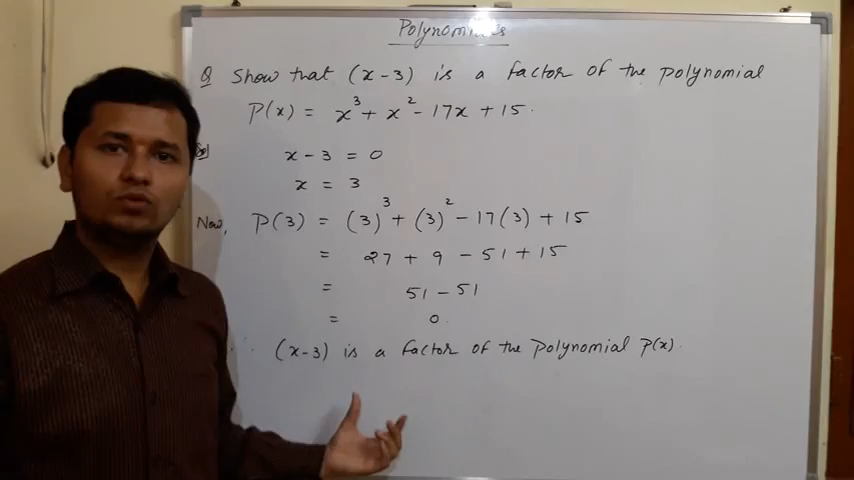 Polynomials
Q Show that (x-3) is a factor of the polynomial
P(x) = x³ + x² - 17x + 15.
Sol
x - 3 = 0
x = 3
Now, P(3) = (3)³ + (3)² - 17(3) + 15
= 27 + 9 - 51 + 15
= 51 - 51
= 0.
∴ (x-3) is a factor of the polynomial P(x).